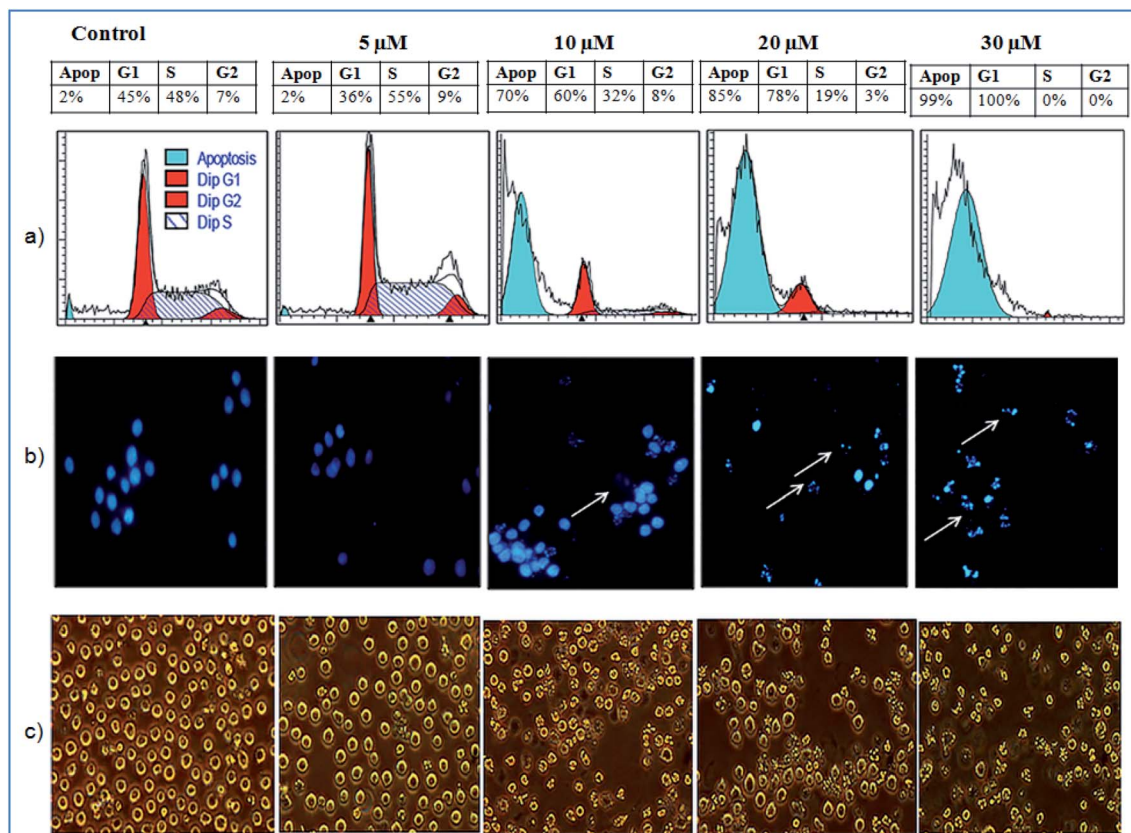 Control 5 µM 10 µM 20 µM 30 µM
Apop G1 S G2 Apop G1 S G2 Apop G1 S G2 Apop G1 S G2 Apop G1 S G2
2% 45% 48% 7% 2% 36% 55% 9% 70% 60% 32% 8% 85% 78% 19% 3% 99% 100% 0% 0%
Apoptosis
Dip G1
Dip G2
Dip S
a)
b)
c)